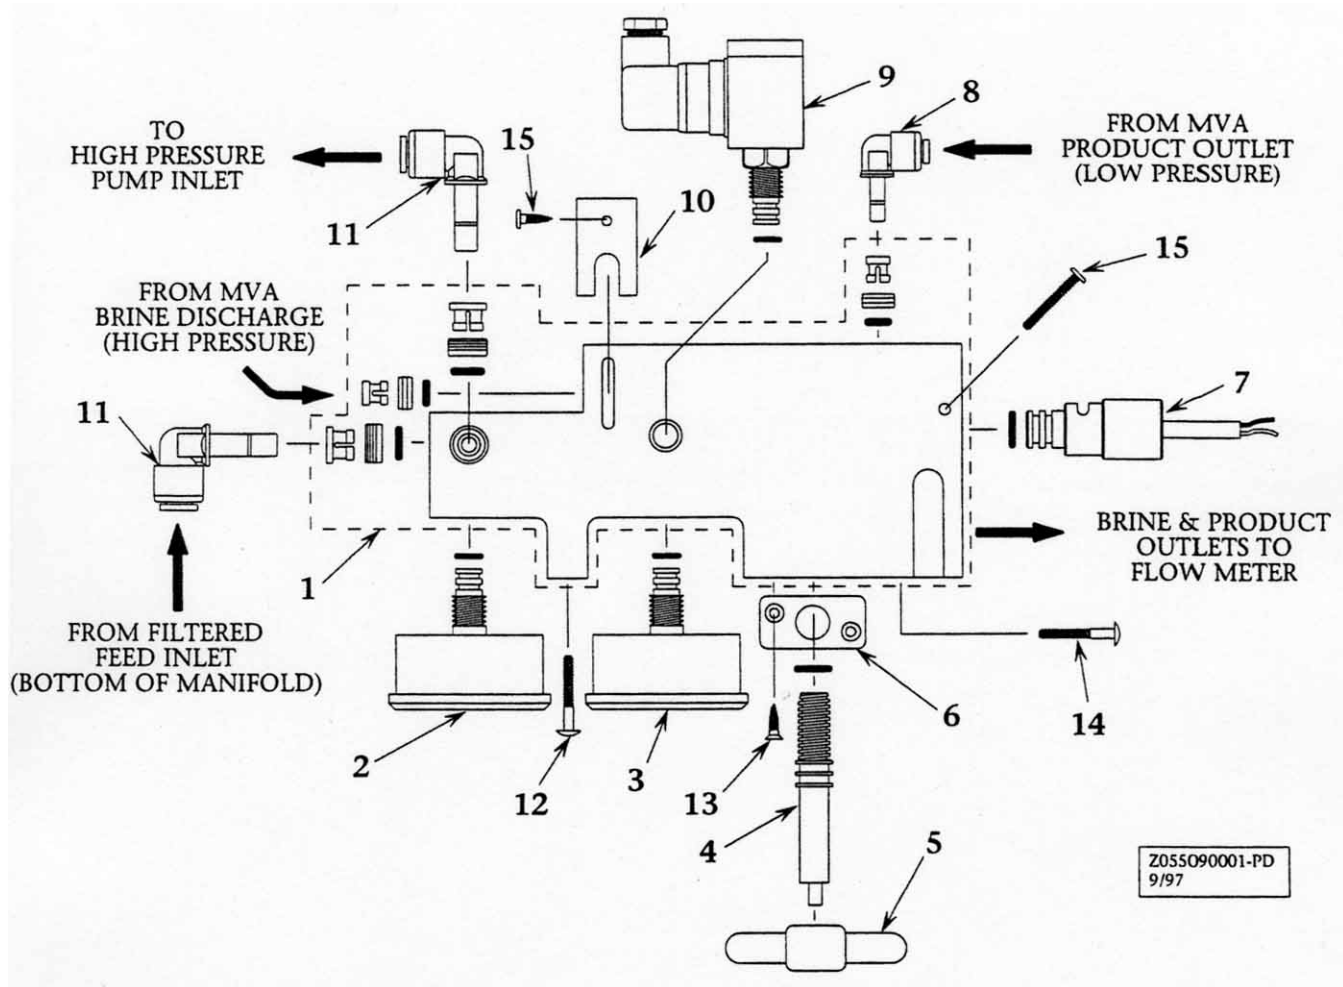 9
8
TO
HIGH PRESSURE
PUMP INLET
15
FROM MVA
PRODUCT OUTLET
(LOW PRESSURE)
11
10
15
FROM MVA
BRINE DISCHARGE
(HIGH PRESSURE)
7
11
BRINE & PRODUCT
OUTLETS TO
FLOW METER
1
FROM FILTERED
FEED INLET
(BOTTOM OF MANIFOLD)
6
14
2
12
3
13
4
5
Z055090001-PD
9/97